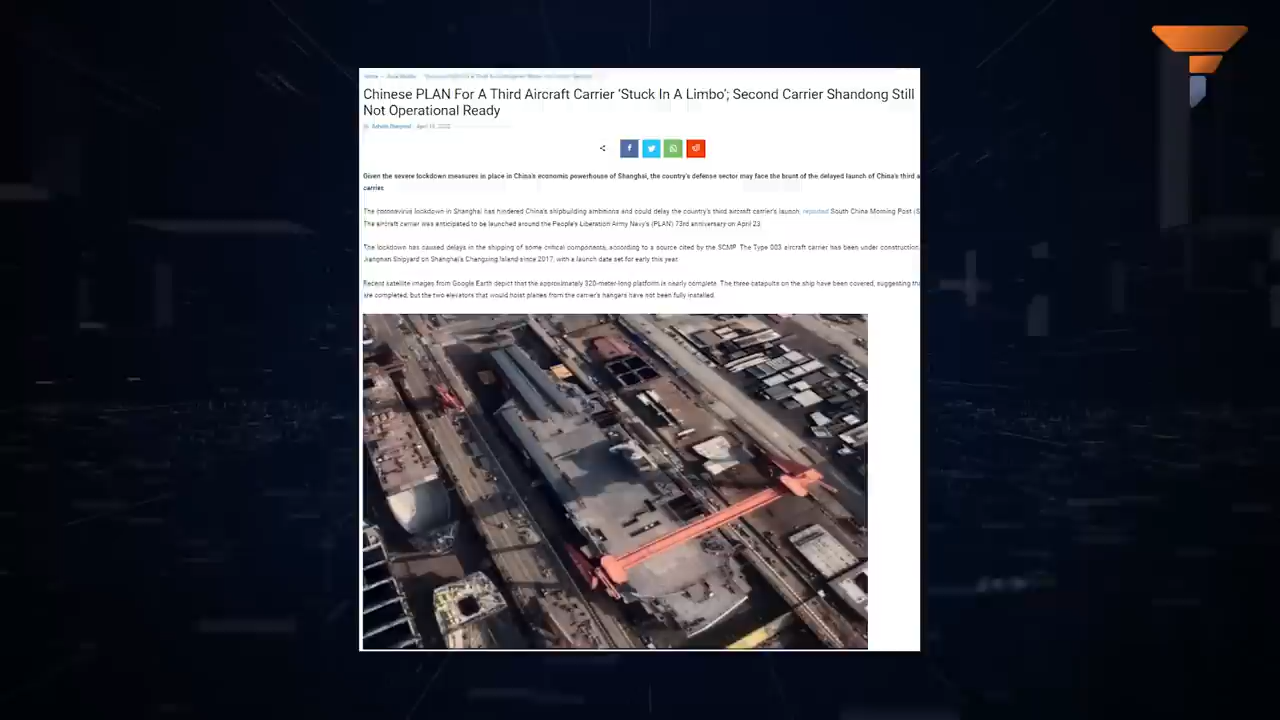 Home
Chinese PLAN For A Third Aircraft Carrier 'Stuck In A Limbo'; Second Carrier Shandong Still
Not Operational Ready
By
April 19, 2022
Given the severe lockdown measures in place in China's economic powerhouse of Shanghai, the country's defense sector may face the brunt of the delayed launch of China's third a
carrier.
The coronavirus lockdown in Shanghai has hindered China's shipbuilding ambitions and could delay the country's third aircraft carrier's launch, reported South China Morning Post (S
The aircraft carrier was anticipated to be launched around the People's Liberation Army Navy's (PLAN) 73rd anniversary on April 23.
The lockdown has caused delays in the shipping of some critical components, according to a source cited by the SCMP. The Type 003 aircraft carrier has been under construction
Jiangnan Shipyard on Shanghai's Changxing Island since 2017, with a launch date set for early this year.
Recent satellite images from Google Earth depict that the approximately 320-meter-long platform is nearly complete. The three catapults on the ship have been covered, suggesting tha
are completed, but the two elevators that would hoist planes from the carrier's hangars have not been fully installed.